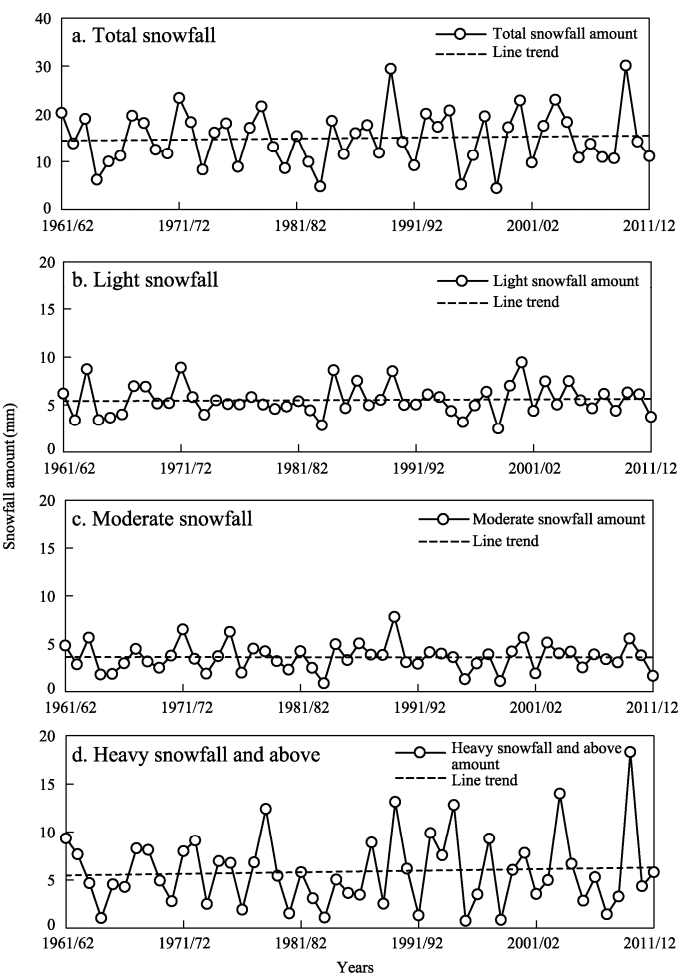 Snowfall amount (mm)
a. Total snowfall
Total snowfall amount
Line trend
40
30
20
10
0
1961/62 1971/72 1981/82 1991/92 2001/02 2011/12
b. Light snowfall
Light snowfall amount
Line trend
20
15
10
5
0
1961/62 1971/72 1981/82 1991/92 2001/02 2011/12
c. Moderate snowfall
Moderate snowfall amount
Line trend
20
15
10
5
0
1961/62 1971/72 1981/82 1991/92 2001/02 2011/12
d. Heavy snowfall and above
Heavy snowfall and above
amount
Line trend
20
15
10
5
0
1961/62 1971/72 1981/82 1991/92 2001/02 2011/12
Years